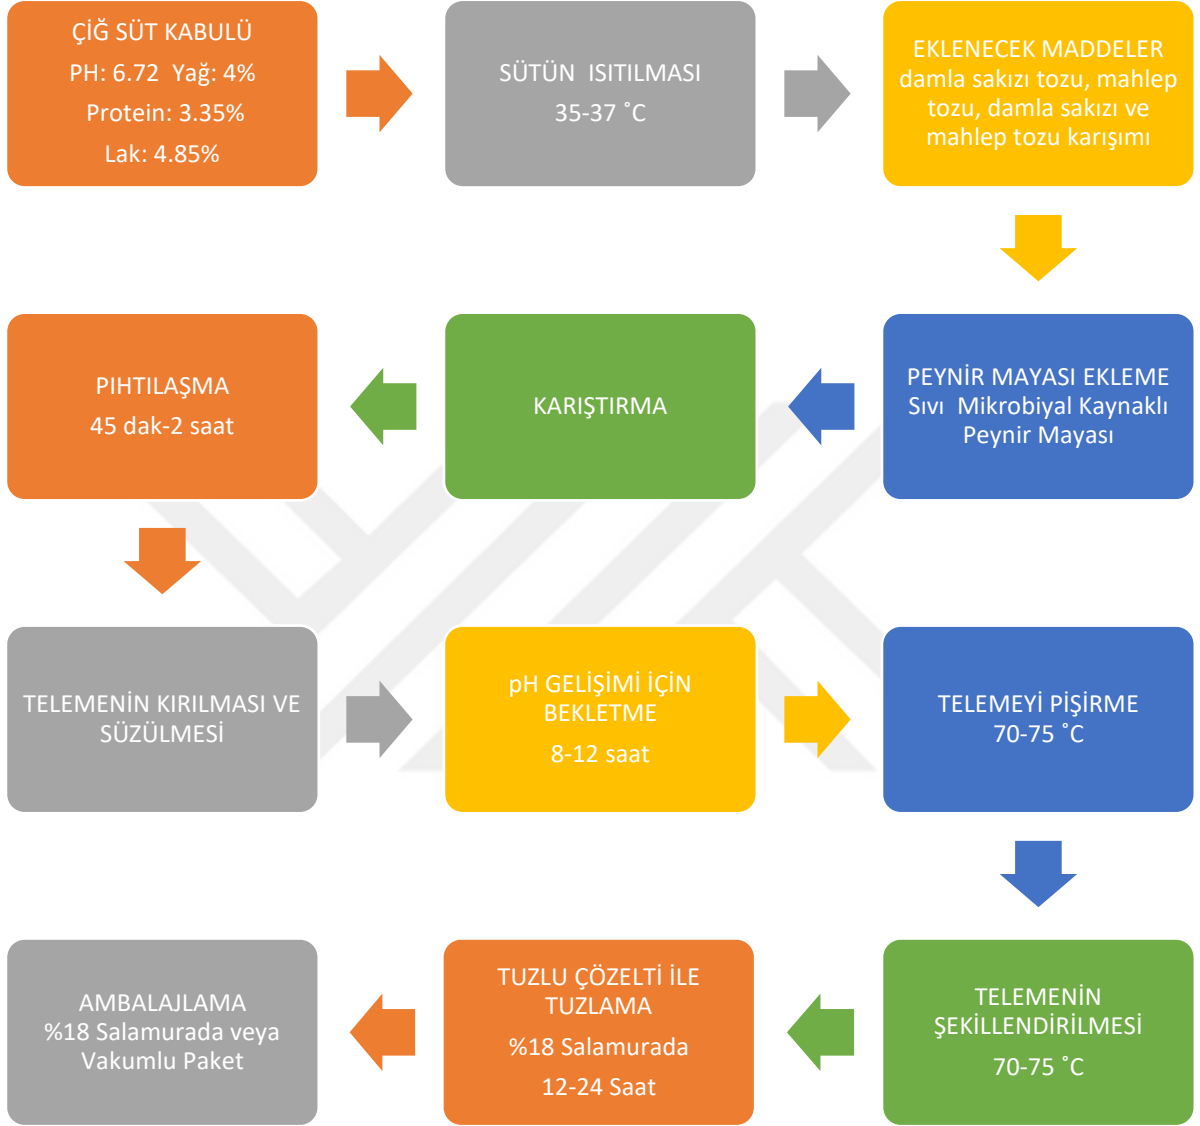 ÇİĞ SÜT KABULÜ
PH: 6.72 Yağ: 4%
Protein: 3.35%
Lak: 4.85%
SÜTÜN ISITILMASI
35-37 ˚C
EKLENECEK MADDELER
damla sakızı tozu, mahlep
tozu, damla sakızı ve
mahlep tozu karışımı
PEYNİR MAYASI EKLEME
Sıvı Mikrobiyal Kaynaklı
Peynir Mayası
KARIŞTIRMA
PIHTILAŞMA
45 dak-2 saat
TELEMENİN KIRILMASI VE
SÜZÜLMESİ
pH GELİŞİMİ İÇİN
BEKLETME
8-12 saat
TELEMEYİ PİŞİRME
70-75 ˚C
TELEMENİN
ŞEKİLLENDİRİLMESİ
70-75 ˚C
TUZLU ÇÖZELTİ İLE
TUZLAMA
%18 Salamurada
12-24 Saat
AMBALAJLAMA
%18 Salamurada veya
Vakumlu Paket